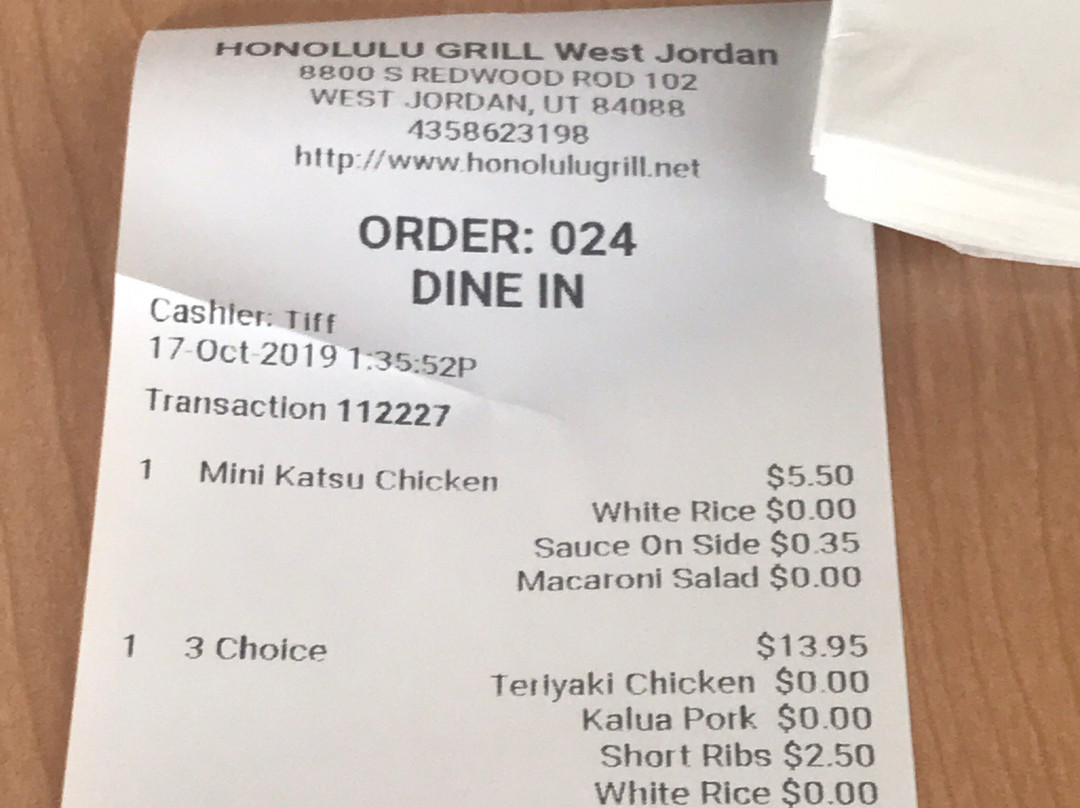 HONOLULU GRILL West Jordan
8800 S REDWOOD ROD 102
WEST JORDAN, UT 84088
4358623198
http://www.honolulugrill.net
ORDER: 024
DINE IN
Cashier: Tiff
17-Oct-2019 1:35:52P
Transaction 112227
1 Mini Katsu Chicken $5.50
White Rice $0.00
Sauce On Side $0.35
Macaroni Salad $0.00
1 3 Choice $13.95
Teriyaki Chicken $0.00
Kalua Pork $0.00
Short Ribs $2.50
White Rice $0.00